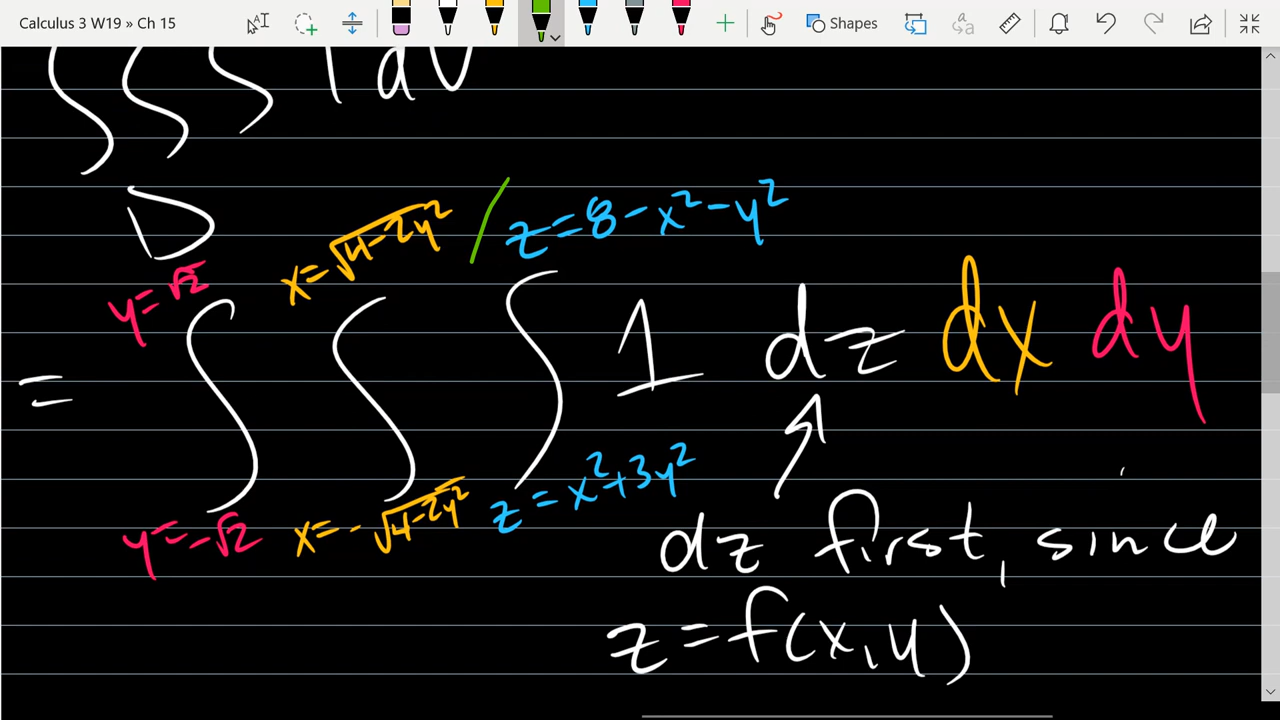 Calculus 3 W19 » Ch 15
Shapes
∭ 1 dV
D
y=√2 x=√4-2y² z=8-x²-y²
= ∫ ∫ ∫ 1 dz dx dy
y=-√2 x=-√4-2y² z=x²+3y²
dz first, since
z=f(x,y)